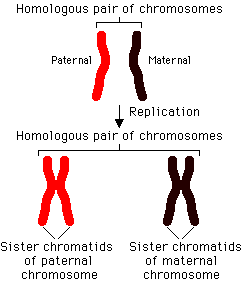 Homologous pair of chromosomes
Paternal Maternal
Replication
Homologous pair of chromosomes
Sister chromatids
of paternal
chromosome
Sister chromatids
of maternal
chromosome